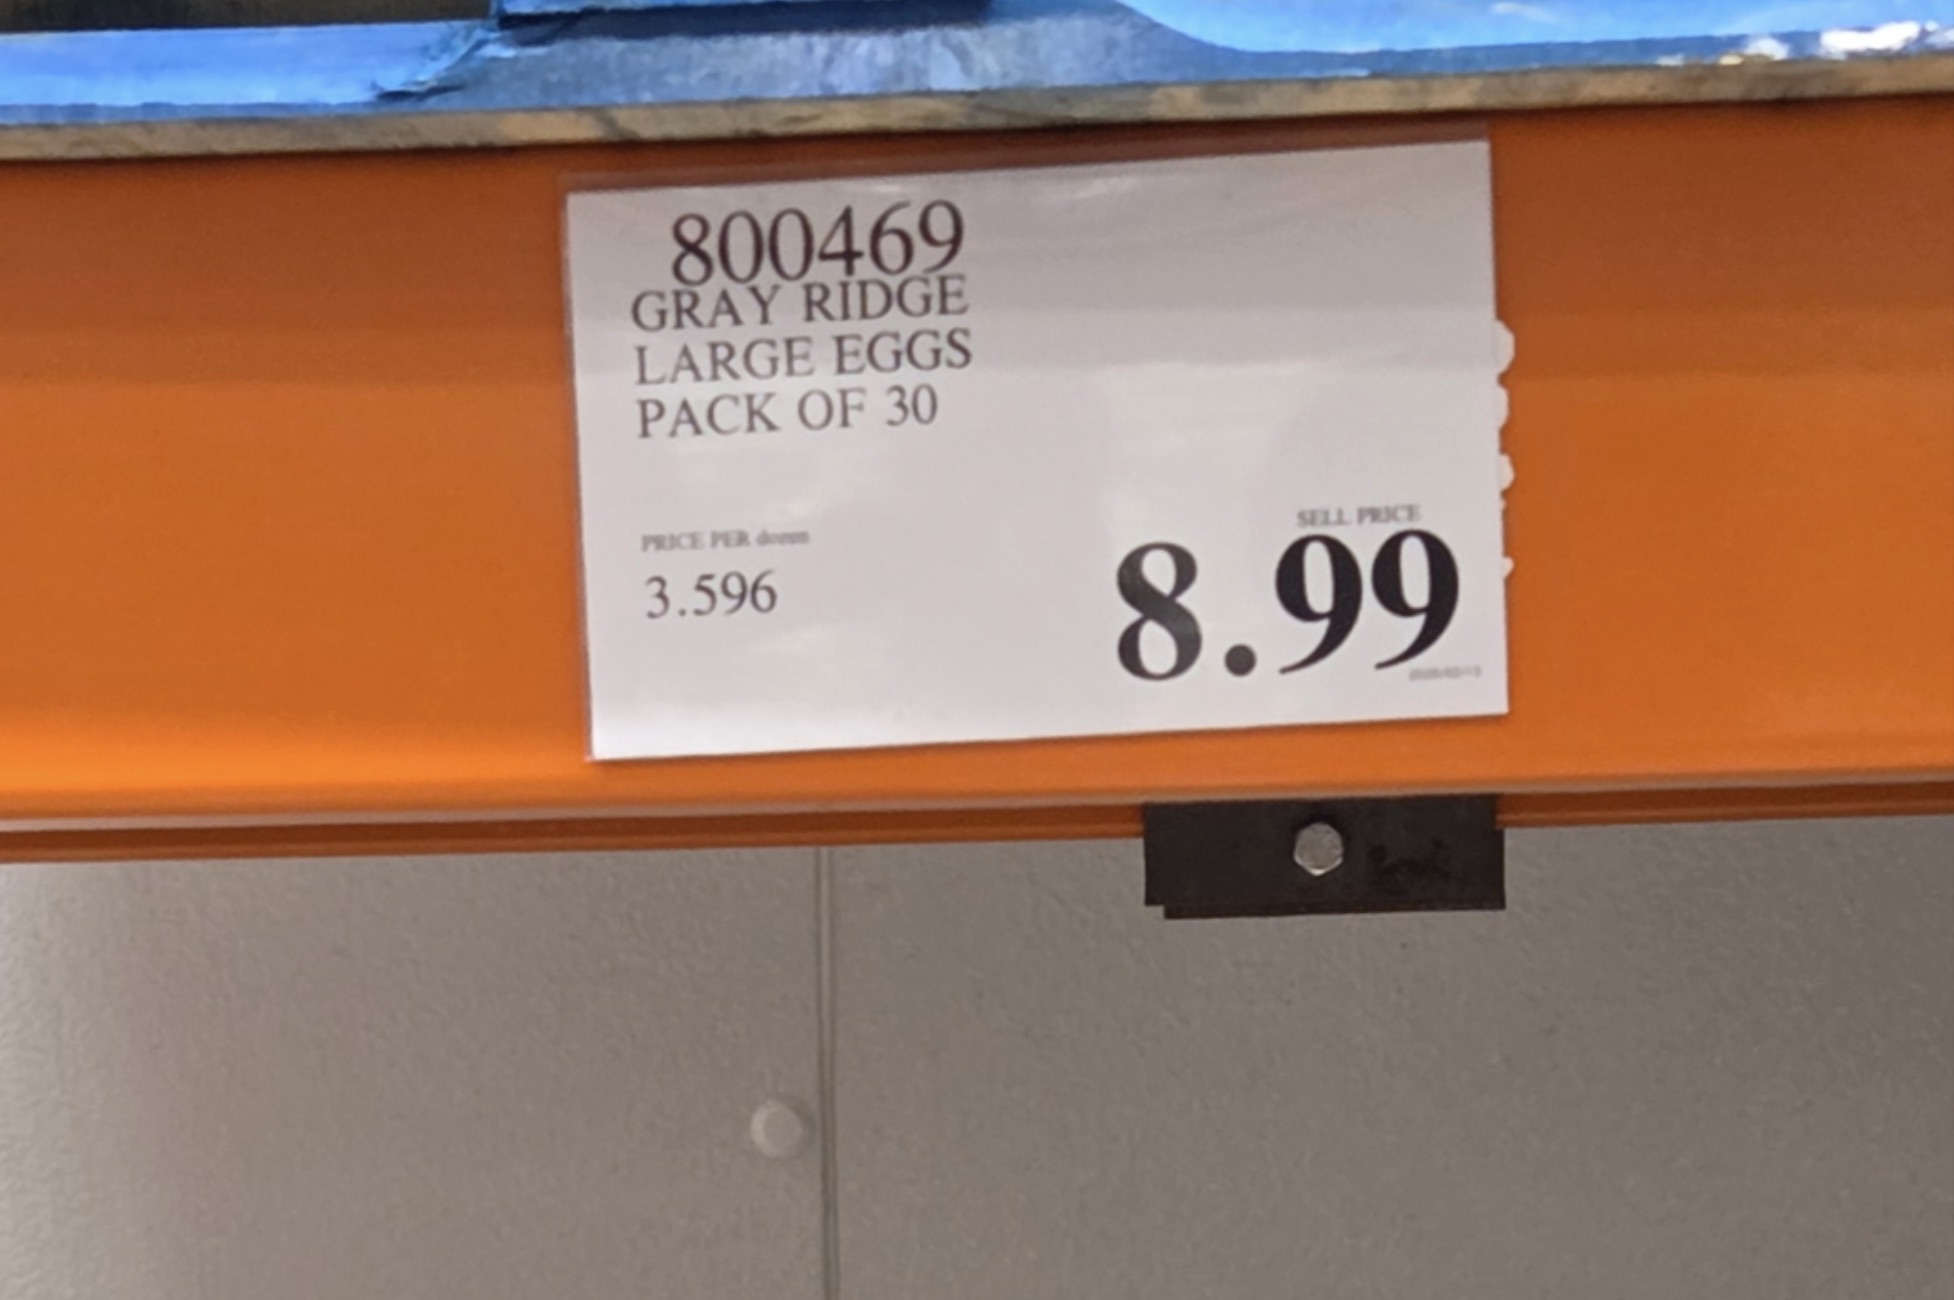 800469
GRAY RIDGE
LARGE EGGS
PACK OF 30
PRICE PER dozen
3.596
SELL PRICE
8.99